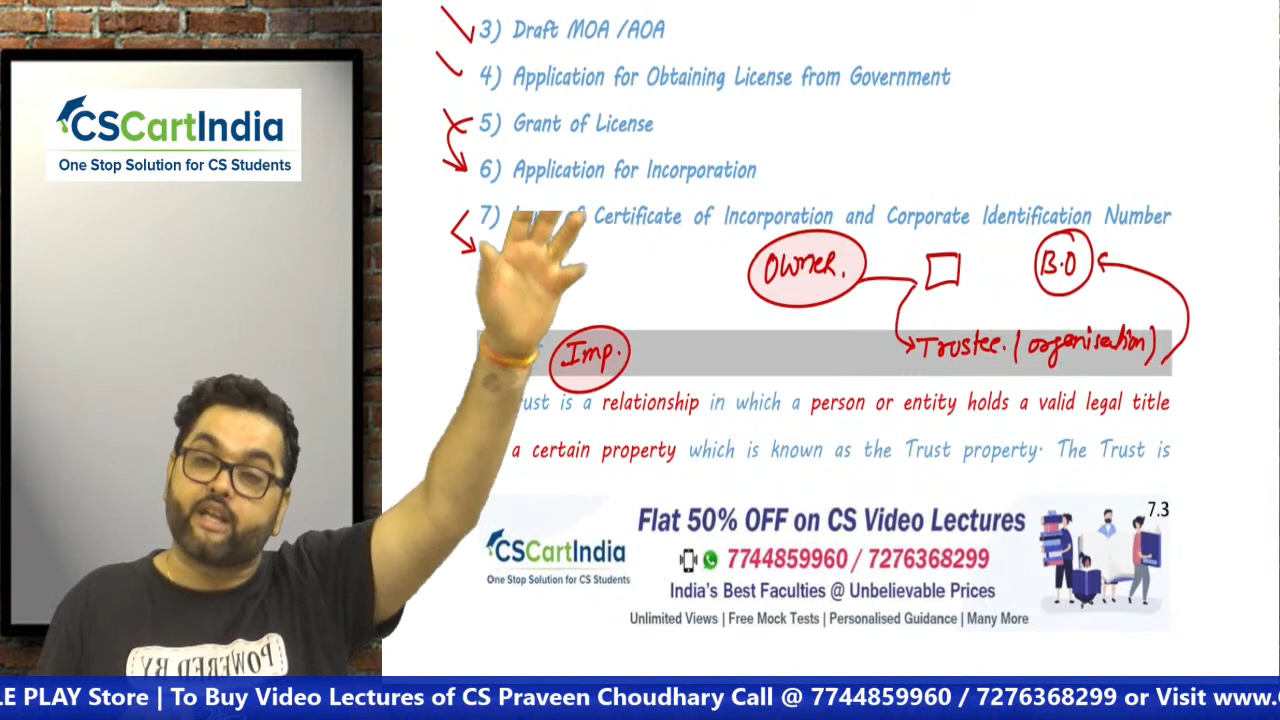 3) Draft MOA /AOA
4) Application for Obtaining License from Government
5) Grant of License
6) Application for Incorporation
7) of Certificate of Incorporation and Corporate Identification Number
CSCartIndia
One Stop Solution for CS Students
Owner.
B.O
Imp.
Trustee. (organisation)
is a relationship in which a person or entity holds a valid legal title
a certain property which is known as the Trust property. The Trust is
7.3
CSCartIndia
One Stop Solution for CS Students
Flat 50% OFF on CS Video Lectures
7744859960 / 7276368299
India's Best Faculties @ Unbelievable Prices
Unlimited Views | Free Mock Tests | Personalised Guidance | Many More
POWERED BY
LE PLAY Store | To Buy Video Lectures of CS Praveen Choudhary Call @ 7744859960 / 7276368299 or Visit www.